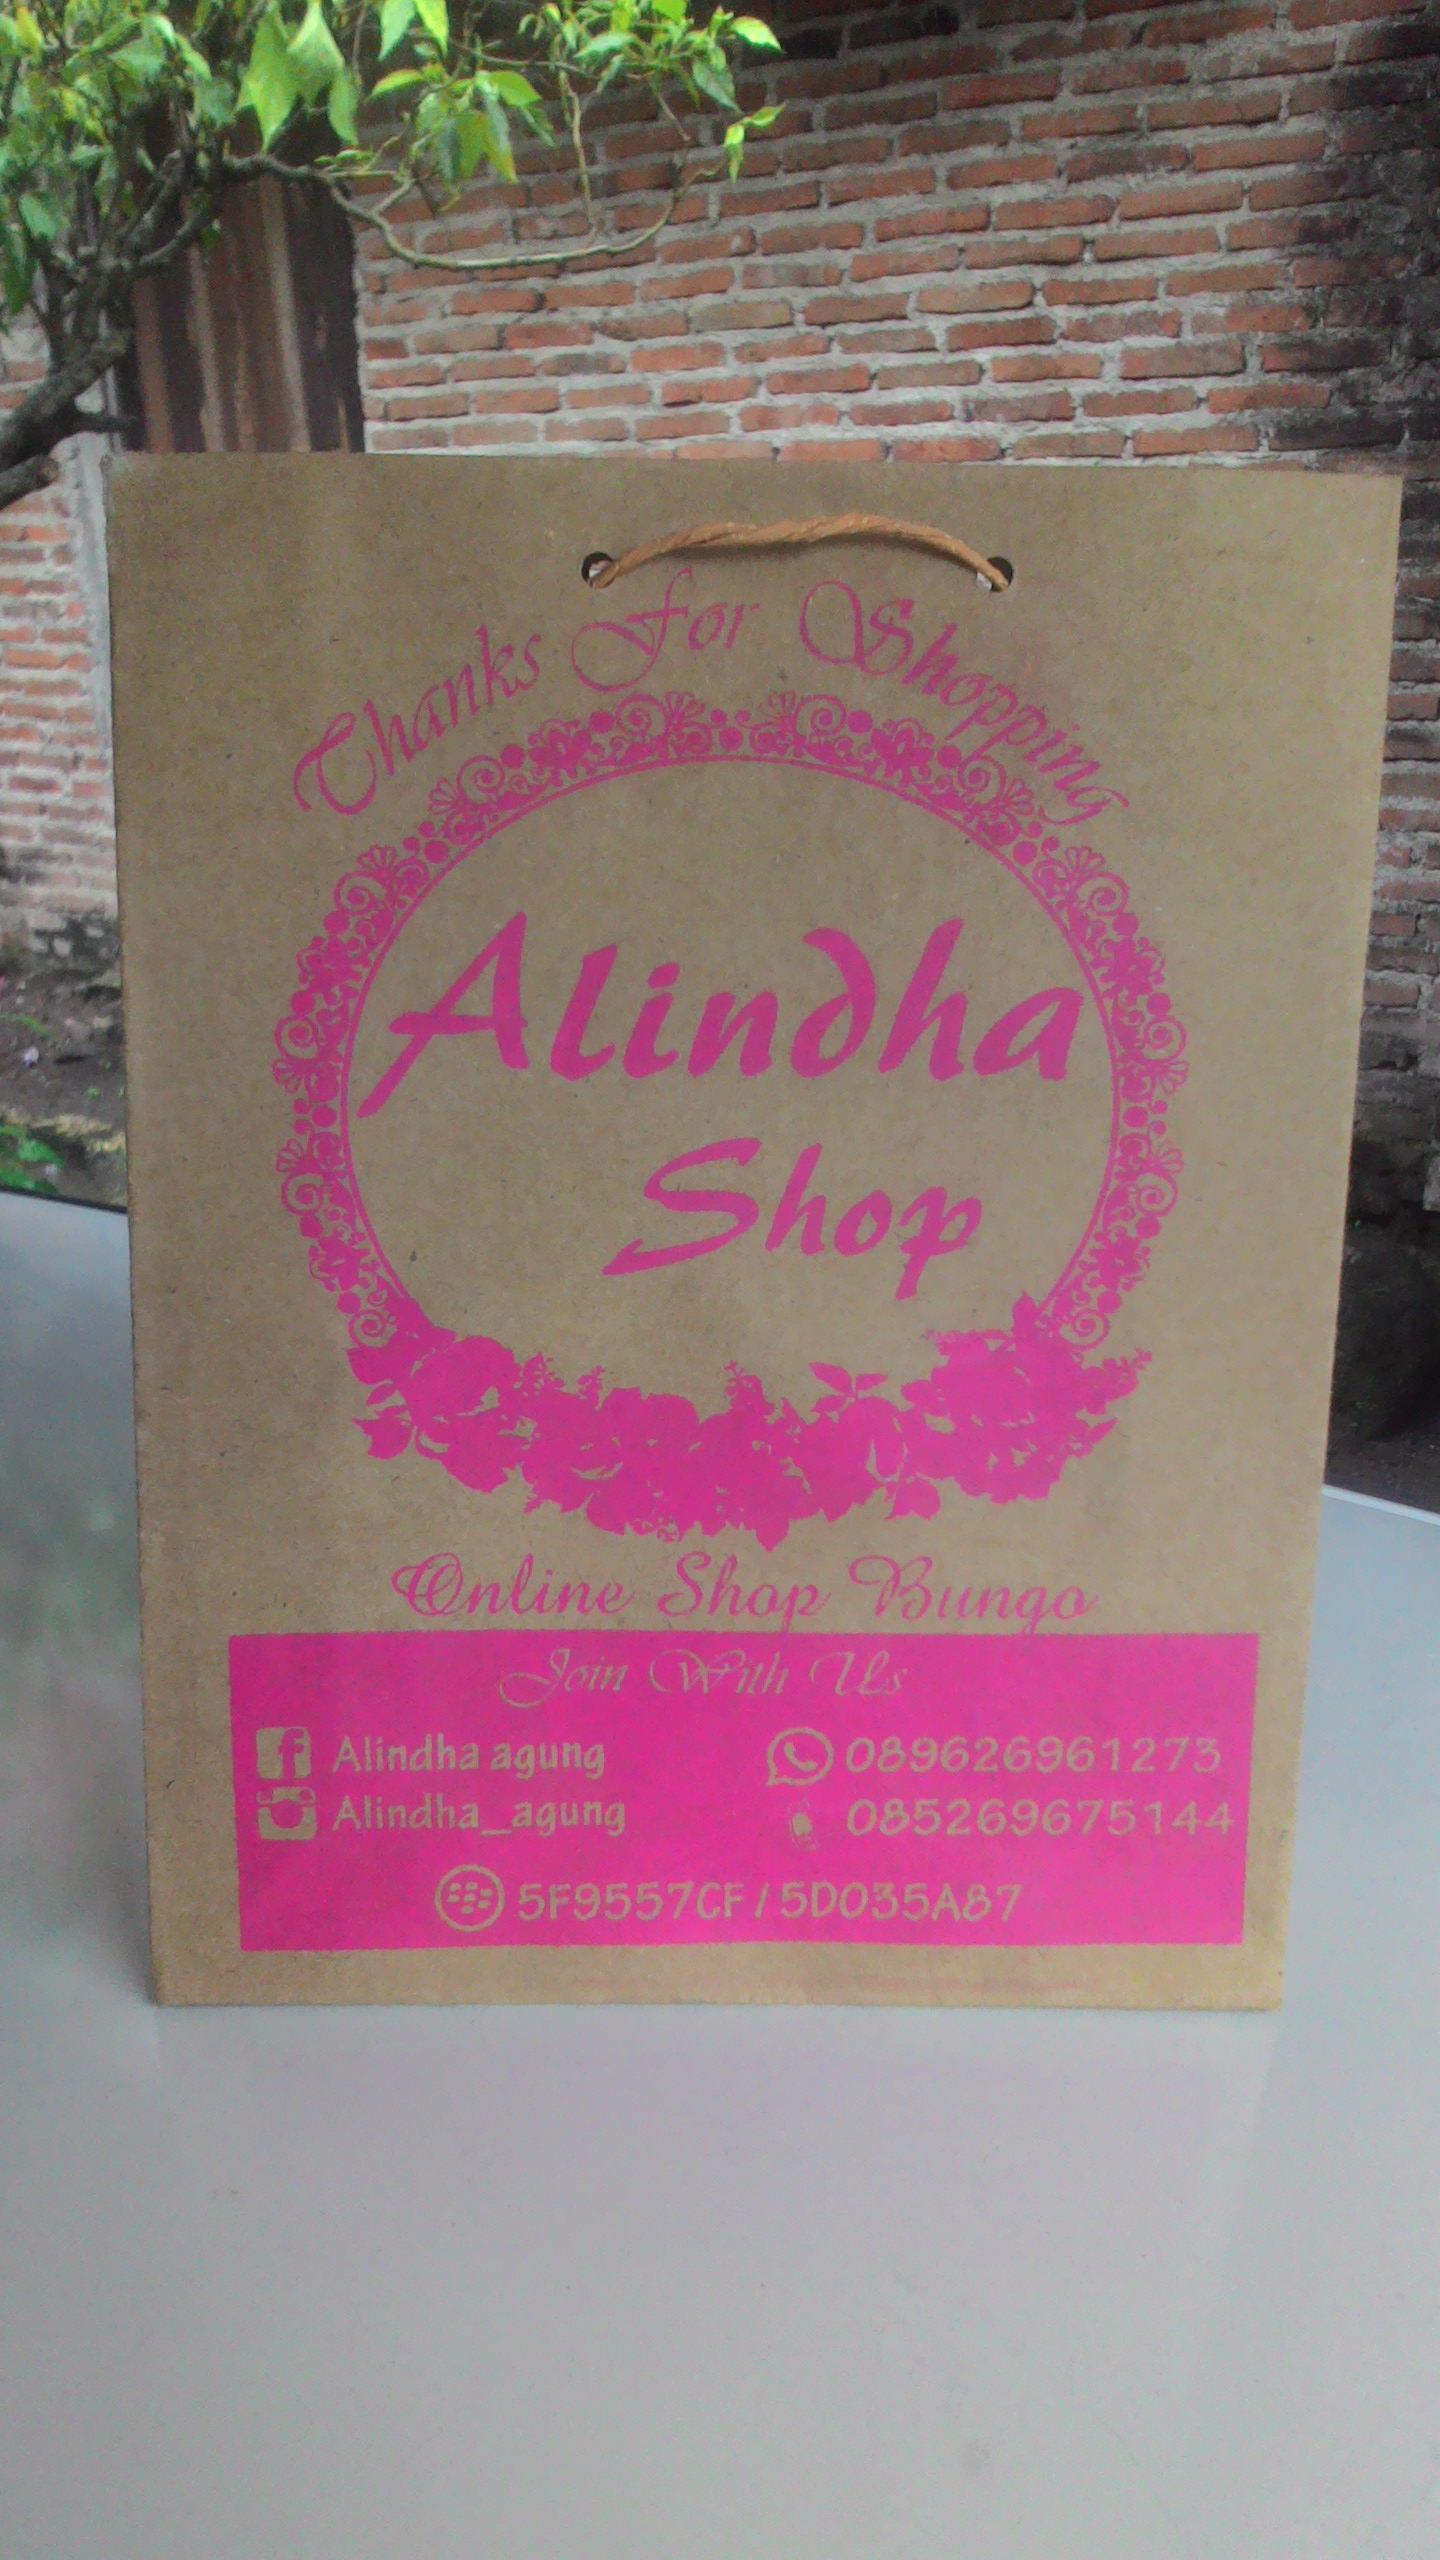 Thanks For Shopping
Alindha
Shop
Online Shop Bungo
Join With Us
Alindha agung
089626961273
Alindha_agung
085269675144
5F9557CF / 5D035A87